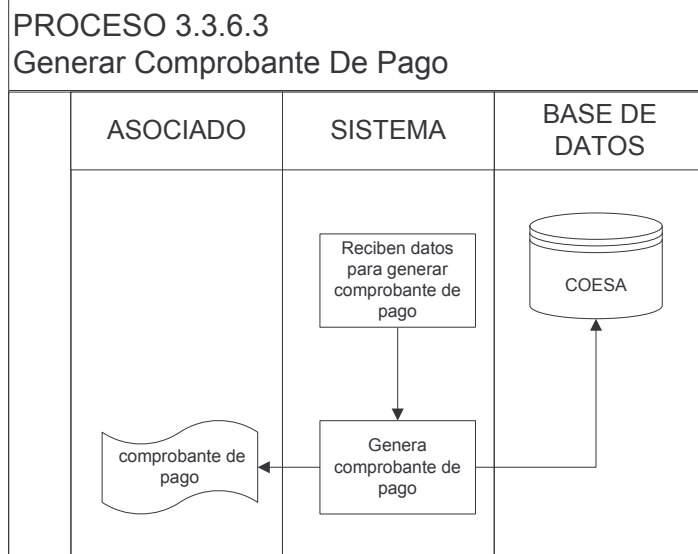 PROCESO 3.3.6.3
Generar Comprobante De Pago
ASOCIADO
SISTEMA
BASE DE
DATOS
Reciben datos
para generar
comprobante de
pago
COESA
comprobante de
pago
Genera
comprobante de
pago